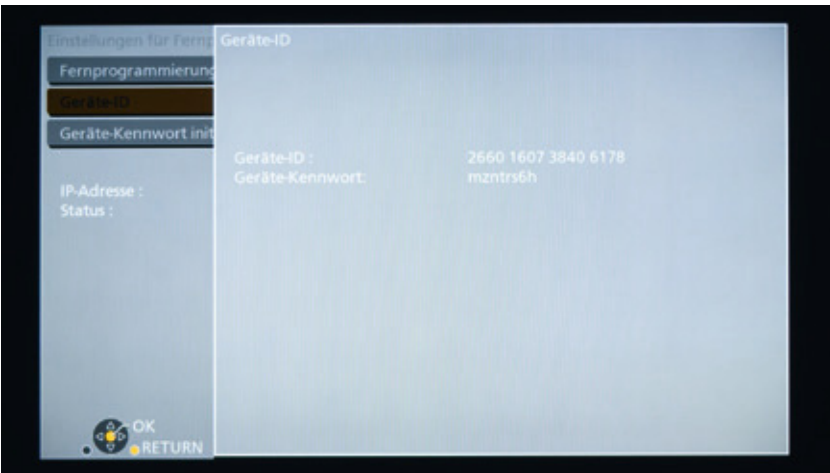 Einstellungen für Fernp
Fernprogrammierung
Geräte-ID
Geräte-Kennwort init
IP-Adresse :
Status :
OK
RETURN
Geräte-ID
Geräte-ID : 2660 1607 3840 6178
Geräte-Kennwort: mzntrs6h